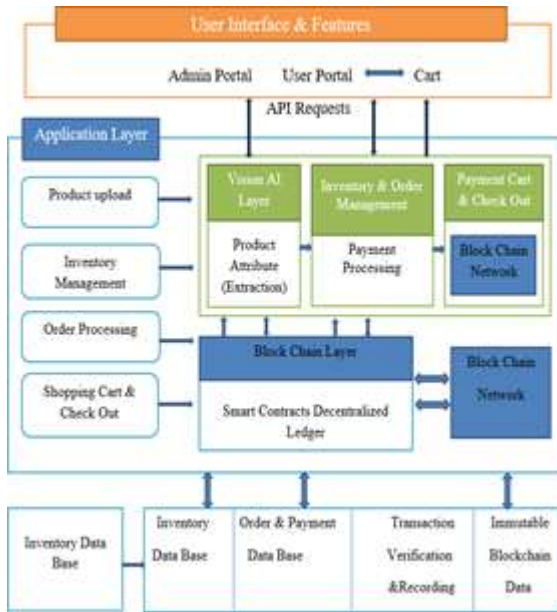 User Interface & Features
Admin Portal
User Portal
Cart
API Requests
Application Layer
Product upload
Inventory
Management
Order Processing
Shopping Cart &
Check Out
Vision AI
Layer
Product
Attribute
(Extraction)
Inventory & Order
Management
Payment
Processing
Payment Cart
& Check Out
Block Chain
Network
Block Chain Layer
Smart Contracts Decentralized
Ledger
Block Chain
Network
Inventory Data
Base
Inventory
Data Base
Order & Payment
Data Base
Transaction
Verification
&Recording
Immutable
Blockchain
Data